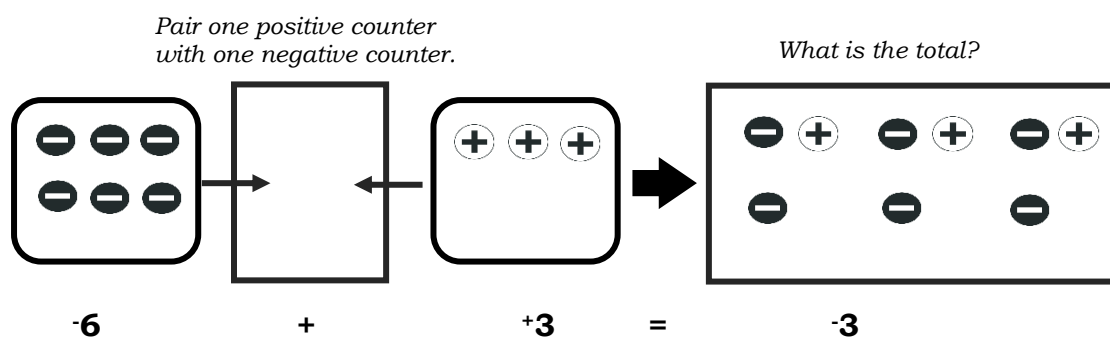 Pair one positive counter
with one negative counter.
What is the total?
⁻6 + ⁺3 = ⁻3